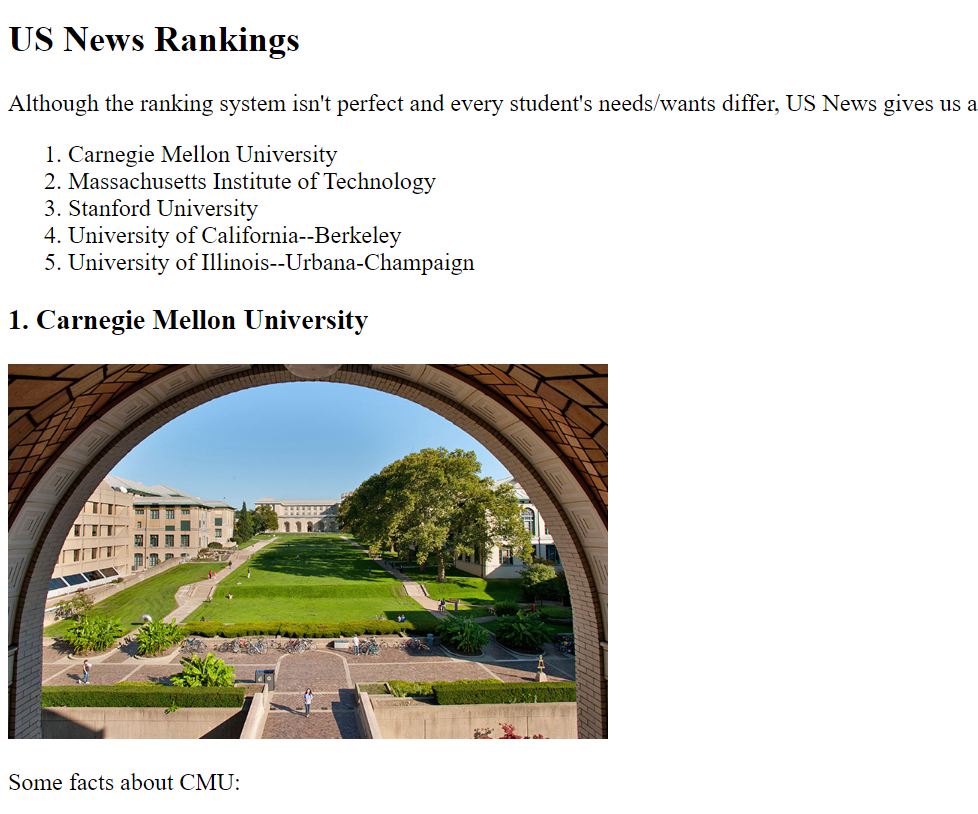 US News Rankings
Although the ranking system isn't perfect and every student's needs/wants differ, US News gives us a
1. Carnegie Mellon University
2. Massachusetts Institute of Technology
3. Stanford University
4. University of California--Berkeley
5. University of Illinois--Urbana-Champaign
1. Carnegie Mellon University
Some facts about CMU: